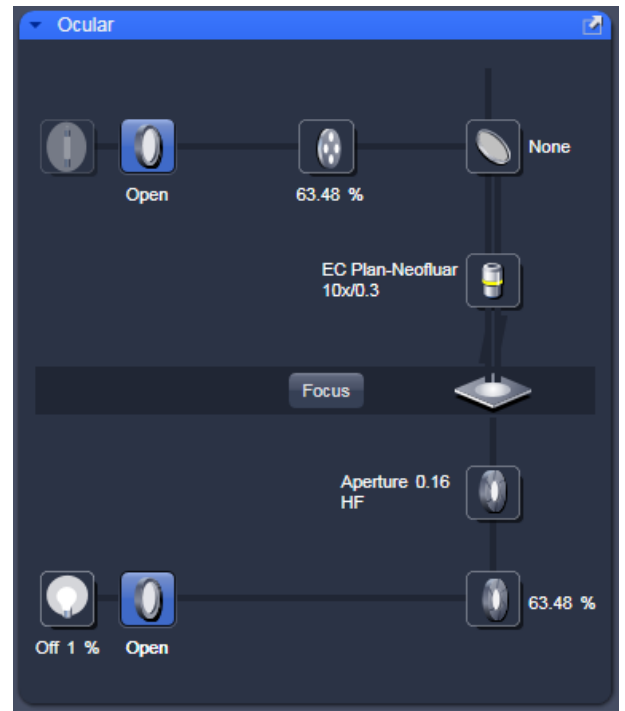 Ocular
None
Open
63.48 %
EC Plan-Neofluar
10x/0.3
Focus
Aperture 0.16
HF
63.48 %
Off 1 %
Open